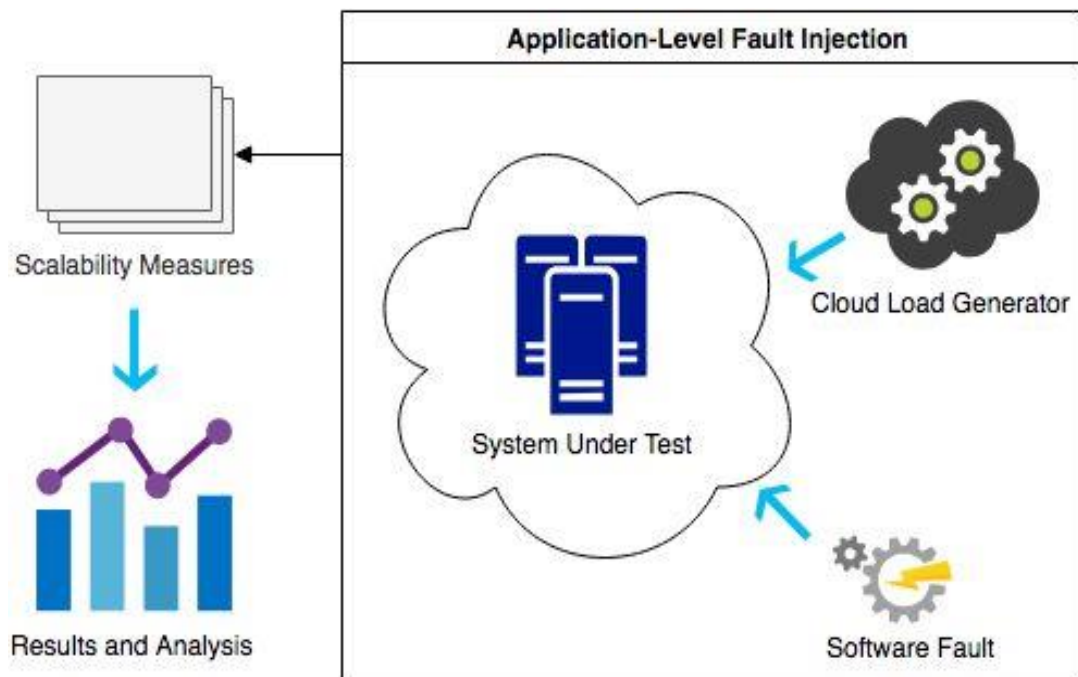 Application-Level Fault Injection
Scalability Measures
Cloud Load Generator
System Under Test
Results and Analysis
Software Fault